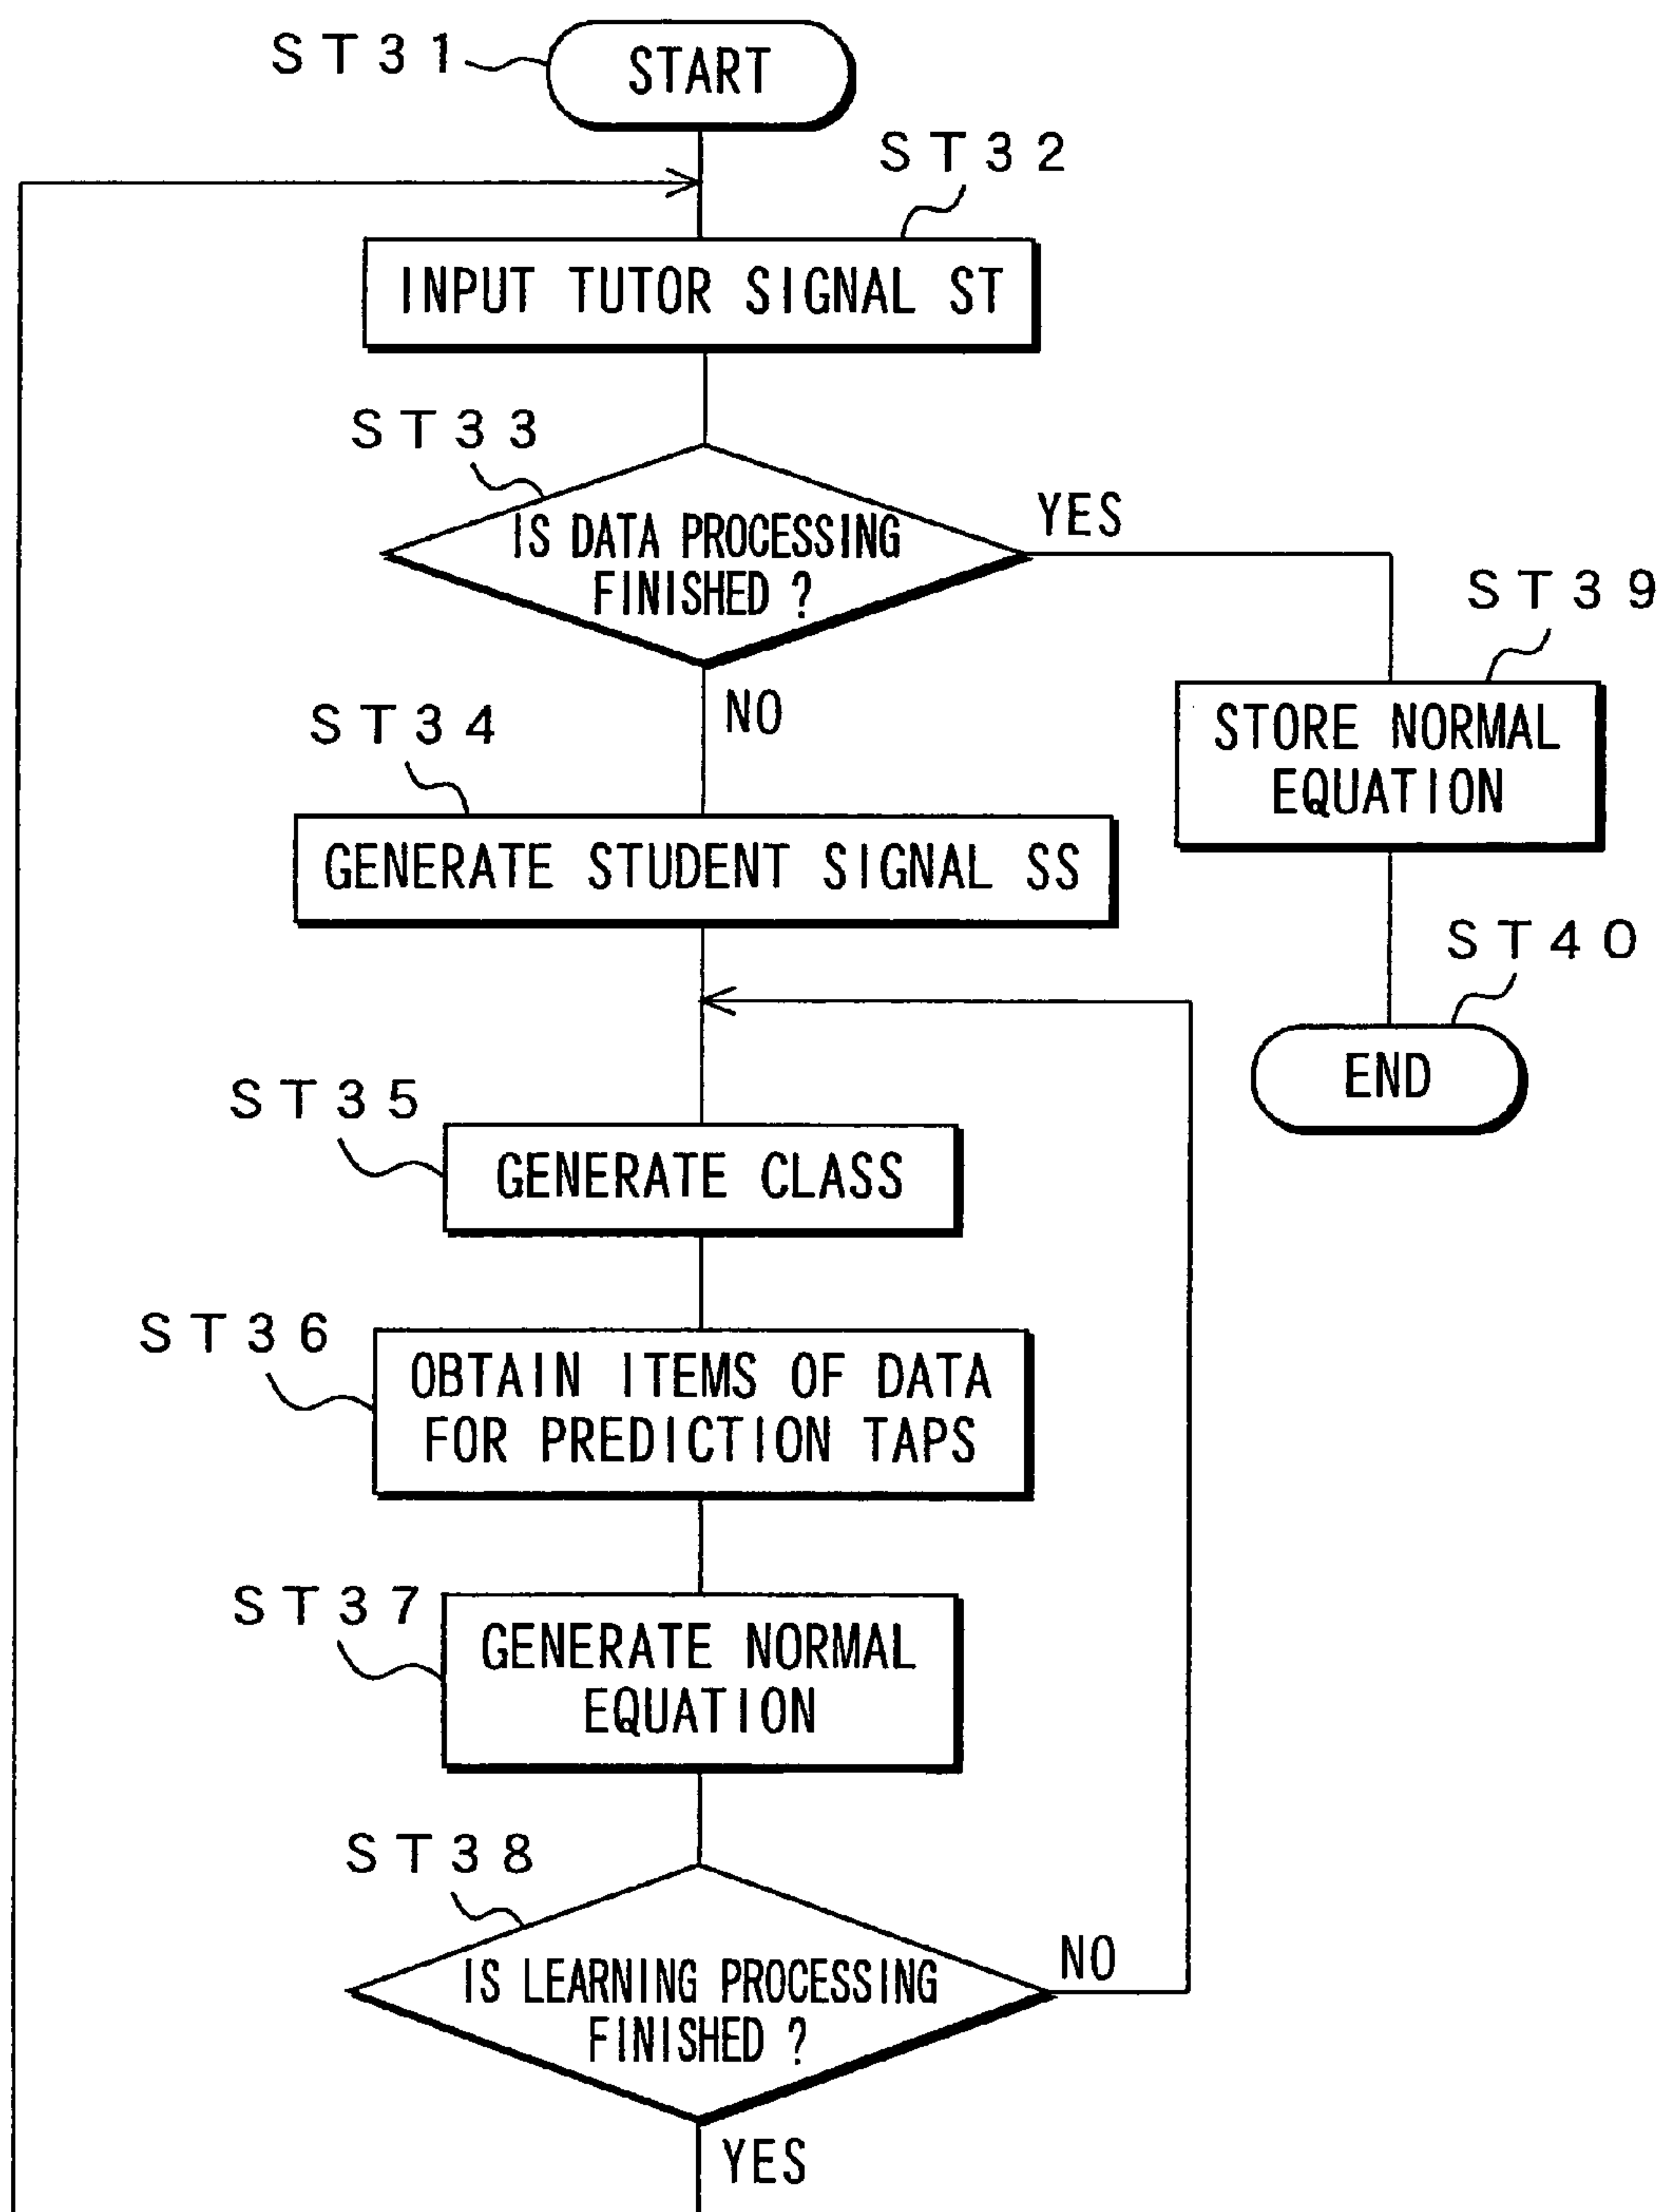 ST31
START
ST32
INPUT TUTOR SIGNAL ST
ST33
IS DATA PROCESSING
FINISHED ?
YES
NO
ST39
STORE NORMAL
EQUATION
ST34
GENERATE STUDENT SIGNAL SS
ST40
END
ST35
GENERATE CLASS
ST36
OBTAIN ITEMS OF DATA
FOR PREDICTION TAPS
ST37
GENERATE NORMAL
EQUATION
ST38
IS LEARNING PROCESSING
FINISHED ?
NO
YES